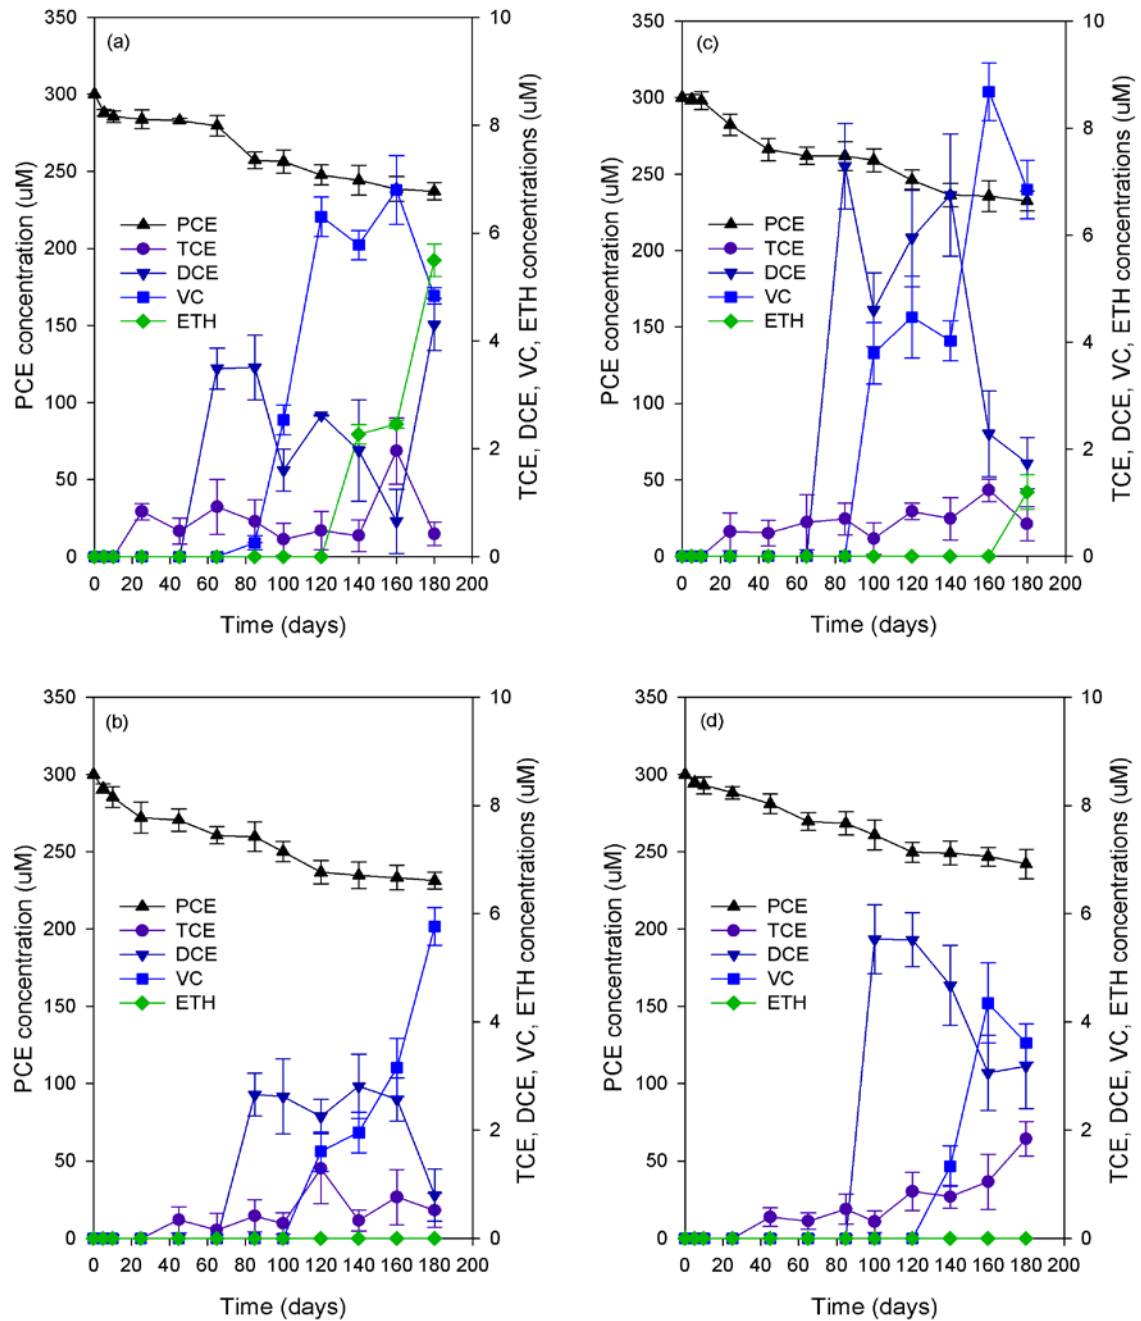 (a)
350
300
250
200
150
100
50
0
PCE concentration (uM)
PCE
TCE
DCE
VC
ETH
10
8
6
4
2
0
TCE, DCE, VC, ETH concentrations (uM)
0 20 40 60 80 100 120 140 160 180 200
Time (days)
(c)
350
300
250
200
150
100
50
0
PCE concentration (uM)
PCE
TCE
DCE
VC
ETH
10
8
6
4
2
0
TCE, DCE, VC, ETH concentrations (uM)
0 20 40 60 80 100 120 140 160 180 200
Time (days)
(b)
350
300
250
200
150
100
50
0
PCE concentration (uM)
PCE
TCE
DCE
VC
ETH
10
8
6
4
2
0
TCE, DCE, VC, ETH concentrations (uM)
0 20 40 60 80 100 120 140 160 180 200
Time (days)
(d)
350
300
250
200
150
100
50
0
PCE concentration (uM)
PCE
TCE
DCE
VC
ETH
10
8
6
4
2
0
TCE, DCE, VC, ETH concentrations (uM)
0 20 40 60 80 100 120 140 160 180 200
Time (days)